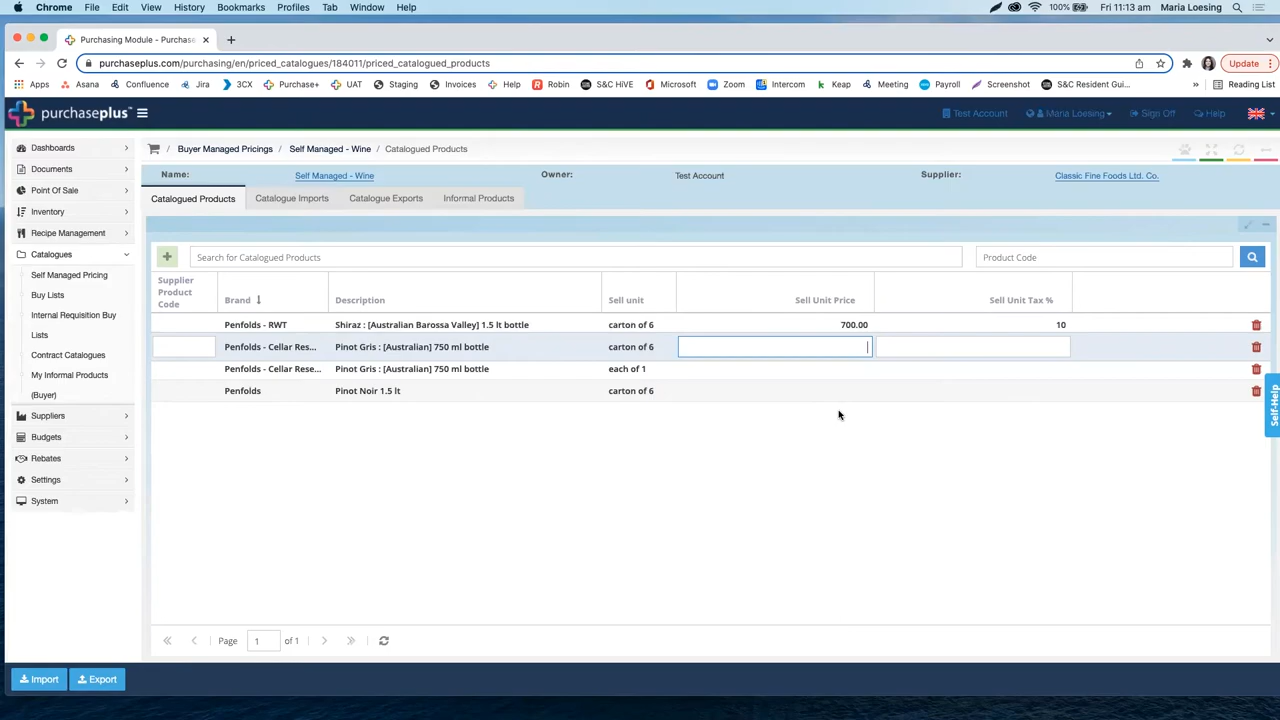 Chrome File Edit View History Bookmarks Profiles Tab Window Help 100% Fri 11:13 am Maria Loesing
Purchasing Module - Purchas
purchaseplus.com/purchasing/en/priced_catalogues/184011/priced_catalogued_products Update
Apps Asana Confluence Jira 3CX Purchase+ UAT Staging Invoices Help Robin S&C HiVE Microsoft Zoom Intercom Keap Meeting Payroll Screenshot S&C Resident Gui... » Reading List
purchaseplus™ Test Account Maria Loesing Sign Off Help
Dashboards
Documents
Point Of Sale
Inventory
Recipe Management
Catalogues
Self Managed Pricing
Buy Lists
Internal Requisition Buy
Lists
Contract Catalogues
My Informal Products
(Buyer)
Suppliers
Budgets
Rebates
Settings
System
/ Buyer Managed Pricings / Self Managed - Wine / Catalogued Products
Name: Self Managed - Wine Owner: Test Account Supplier: Classic Fine Foods Ltd. Co.
Catalogued Products Catalogue Imports Catalogue Exports Informal Products
+ Search for Catalogued Products Product Code
Supplier
Product
Code
Brand Description Sell unit Sell Unit Price Sell Unit Tax %
Penfolds - RWT Shiraz : [Australian Barossa Valley] 1.5 lt bottle carton of 6 700.00 10
Penfolds - Cellar Res... Pinot Gris : [Australian] 750 ml bottle carton of 6
Penfolds - Cellar Rese... Pinot Gris : [Australian] 750 ml bottle each of 1
Penfolds Pinot Noir 1.5 lt carton of 6
Self-Help
Page 1 of 1
Import Export